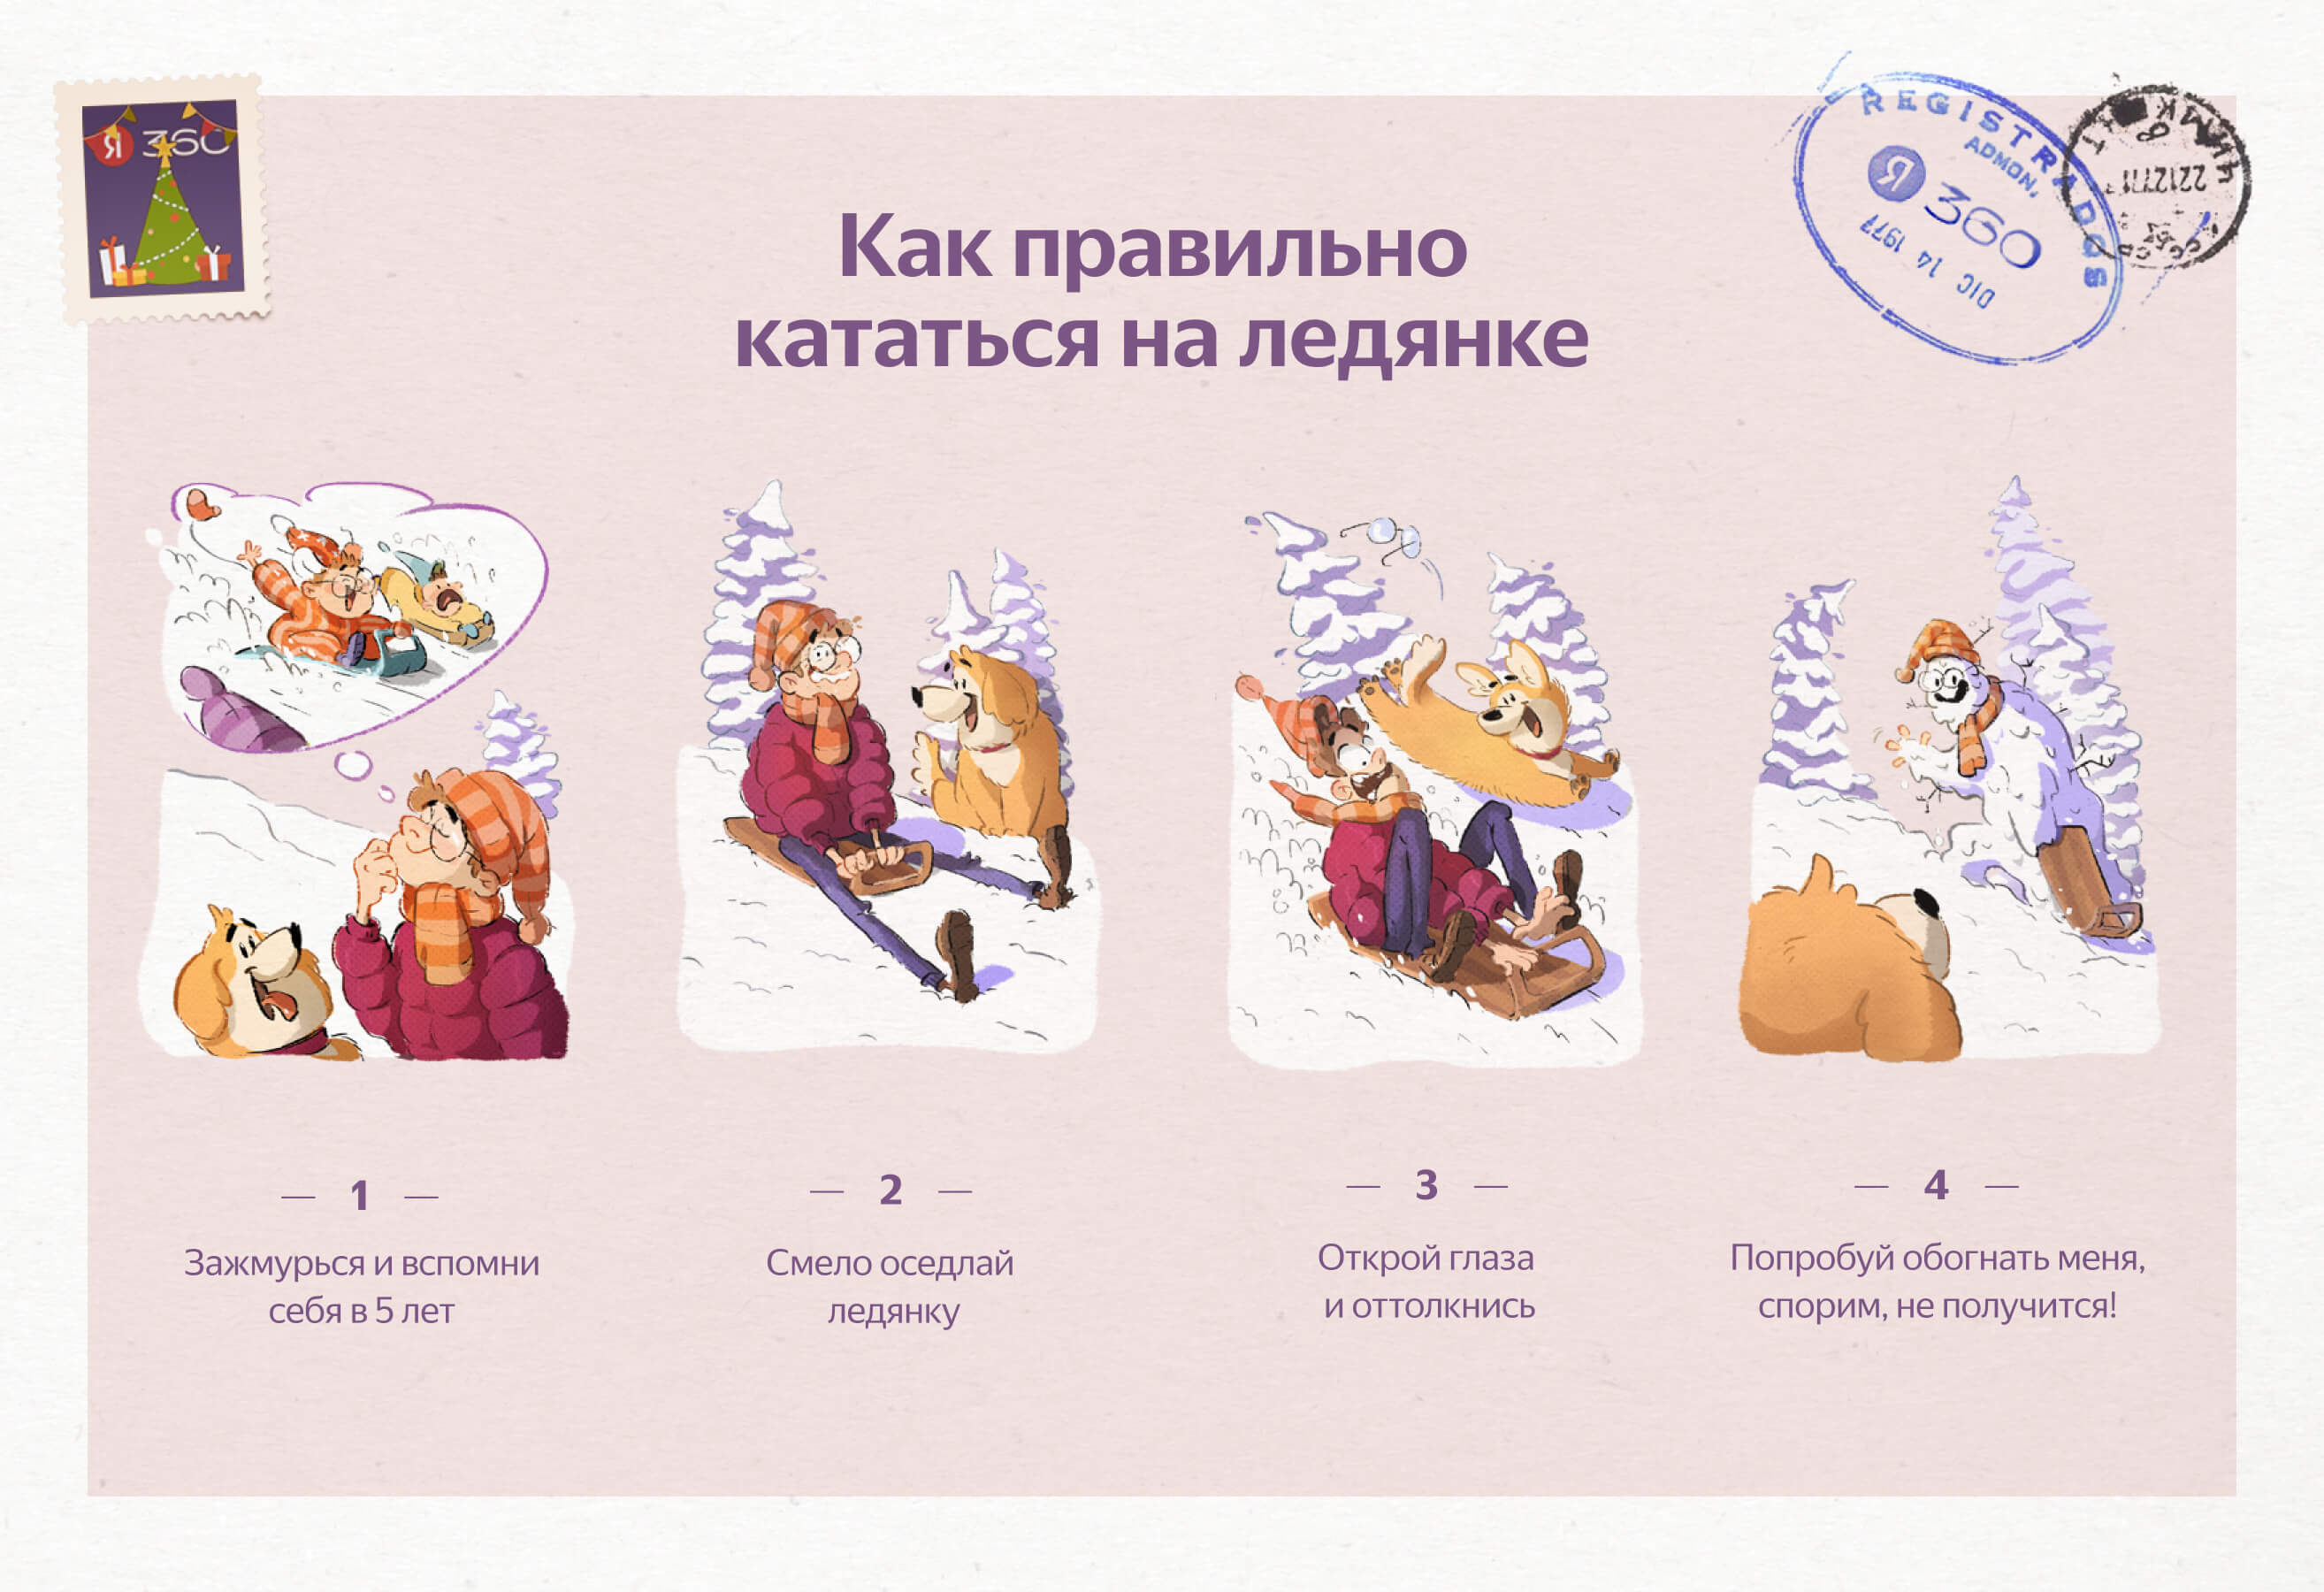 Я 360
REGISTRADOS
ADMON,
Я 360
DIC 14 1977
Как правильно
кататься на ледянке
— 1 —
Зажмурься и вспомни
себя в 5 лет
— 2 —
Смело оседлай
ледянку
— 3 —
Открой глаза
и оттолкнись
— 4 —
Попробуй обогнать меня,
спорим, не получится!